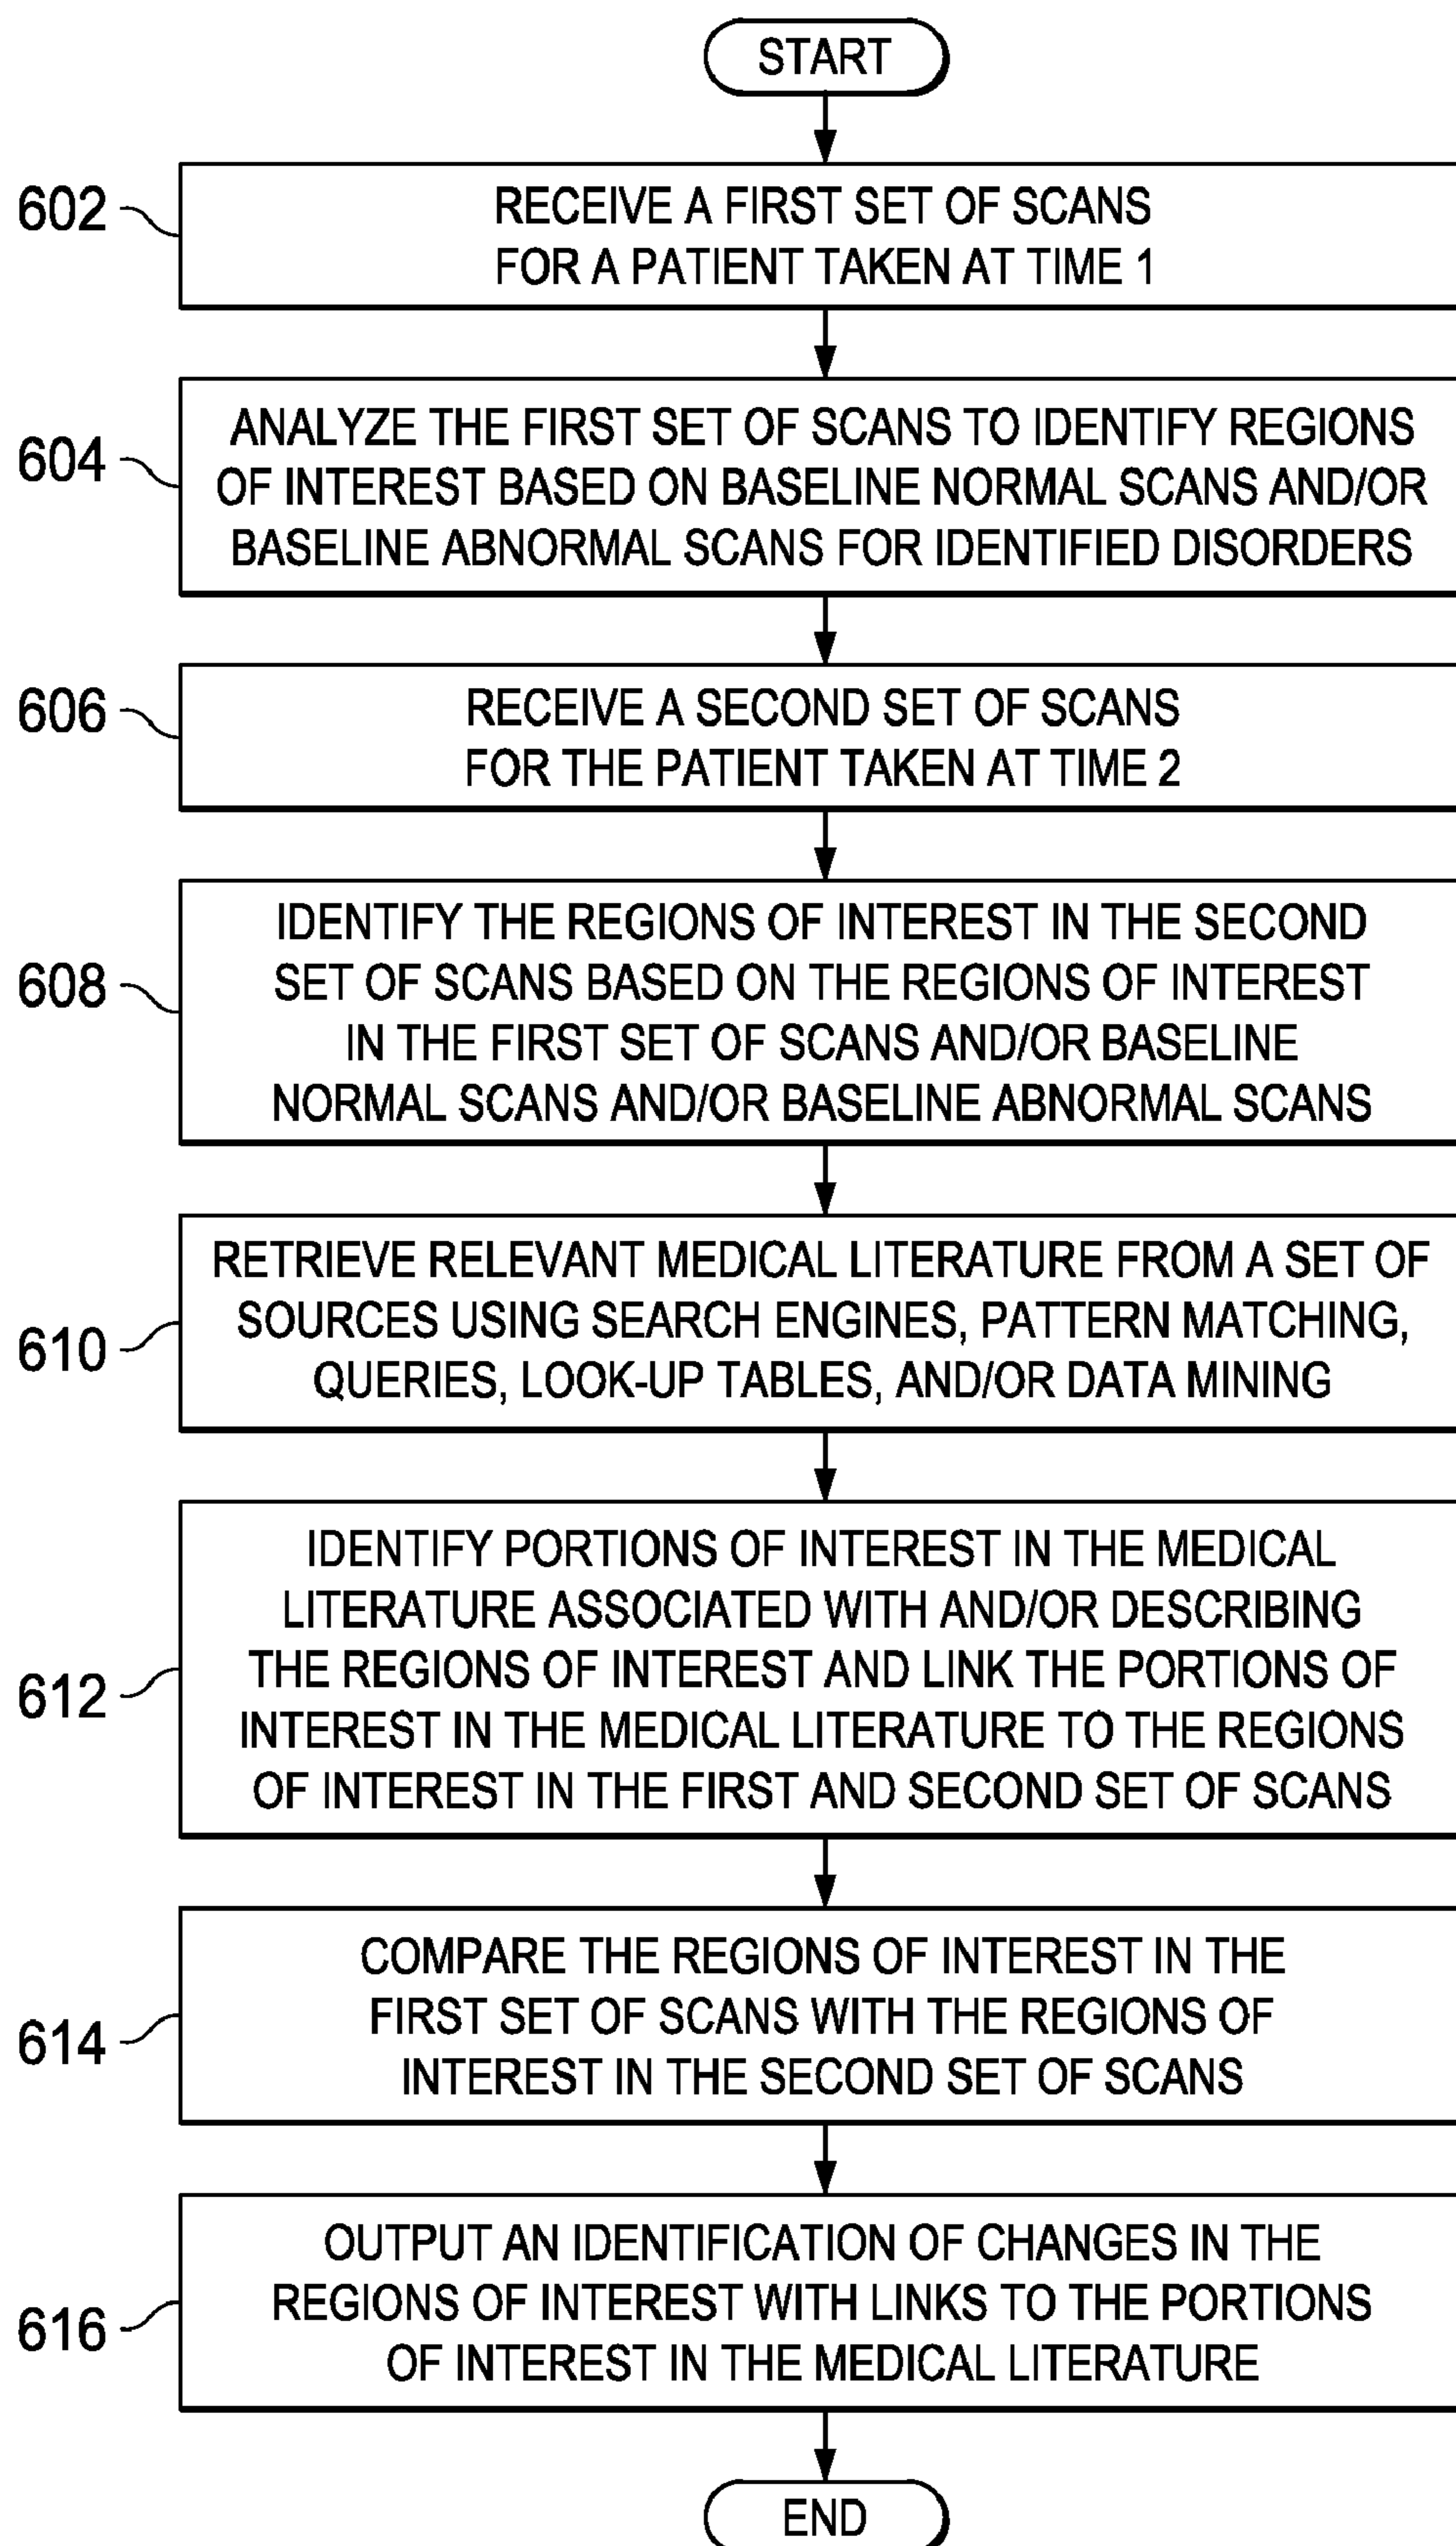 START
602
RECEIVE A FIRST SET OF SCANS
FOR A PATIENT TAKEN AT TIME 1
604
ANALYZE THE FIRST SET OF SCANS TO IDENTIFY REGIONS
OF INTEREST BASED ON BASELINE NORMAL SCANS AND/OR
BASELINE ABNORMAL SCANS FOR IDENTIFIED DISORDERS
606
RECEIVE A SECOND SET OF SCANS
FOR THE PATIENT TAKEN AT TIME 2
608
IDENTIFY THE REGIONS OF INTEREST IN THE SECOND
SET OF SCANS BASED ON THE REGIONS OF INTEREST
IN THE FIRST SET OF SCANS AND/OR BASELINE
NORMAL SCANS AND/OR BASELINE ABNORMAL SCANS
610
RETRIEVE RELEVANT MEDICAL LITERATURE FROM A SET OF
SOURCES USING SEARCH ENGINES, PATTERN MATCHING,
QUERIES, LOOK-UP TABLES, AND/OR DATA MINING
612
IDENTIFY PORTIONS OF INTEREST IN THE MEDICAL
LITERATURE ASSOCIATED WITH AND/OR DESCRIBING
THE REGIONS OF INTEREST AND LINK THE PORTIONS OF
INTEREST IN THE MEDICAL LITERATURE TO THE REGIONS
OF INTEREST IN THE FIRST AND SECOND SET OF SCANS
614
COMPARE THE REGIONS OF INTEREST IN THE
FIRST SET OF SCANS WITH THE REGIONS OF
INTEREST IN THE SECOND SET OF SCANS
616
OUTPUT AN IDENTIFICATION OF CHANGES IN THE
REGIONS OF INTEREST WITH LINKS TO THE PORTIONS
OF INTEREST IN THE MEDICAL LITERATURE
END